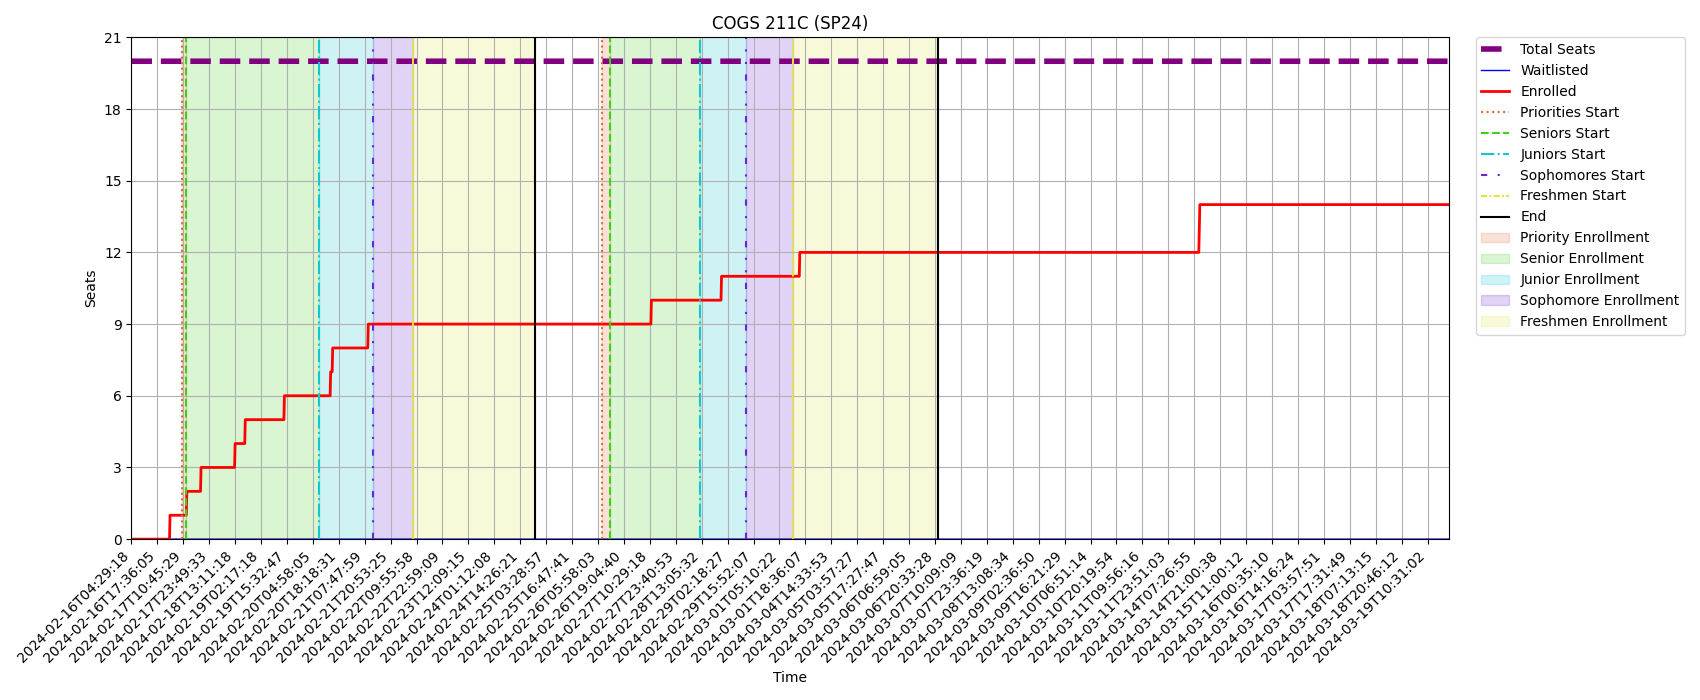 COGS 211C (SP24)
21
18
15
12
9
6
3
0
Seats
2024-02-16T04:29:18
2024-02-16T17:36:05
2024-02-17T10:45:29
2024-02-17T23:49:33
2024-02-18T13:11:18
2024-02-19T02:17:18
2024-02-19T15:32:47
2024-02-20T04:58:05
2024-02-20T18:18:31
2024-02-21T07:47:59
2024-02-21T20:53:25
2024-02-22T09:55:58
2024-02-22T22:59:09
2024-02-23T12:09:15
2024-02-24T01:12:08
2024-02-24T14:26:21
2024-02-25T03:28:57
2024-02-25T16:47:41
2024-02-26T05:58:03
2024-02-26T19:04:40
2024-02-27T10:29:18
2024-02-27T23:40:53
2024-02-28T13:05:32
2024-02-29T02:18:27
2024-02-29T15:52:07
2024-03-01T05:10:22
2024-03-01T18:36:07
2024-03-04T14:33:53
2024-03-05T03:57:27
2024-03-05T17:27:47
2024-03-06T06:59:05
2024-03-06T20:33:28
2024-03-07T10:09:09
2024-03-07T23:36:19
2024-03-08T13:08:34
2024-03-09T02:36:50
2024-03-09T16:21:29
2024-03-10T06:51:14
2024-03-10T20:19:54
2024-03-11T09:56:16
2024-03-11T23:51:03
2024-03-14T07:26:55
2024-03-14T21:00:38
2024-03-15T11:00:12
2024-03-16T00:35:10
2024-03-16T14:16:24
2024-03-17T03:57:51
2024-03-17T17:31:49
2024-03-18T07:13:15
2024-03-18T20:46:12
2024-03-19T10:31:02
Time
Total Seats
Waitlisted
Enrolled
Priorities Start
Seniors Start
Juniors Start
Sophomores Start
Freshmen Start
End
Priority Enrollment
Senior Enrollment
Junior Enrollment
Sophomore Enrollment
Freshmen Enrollment